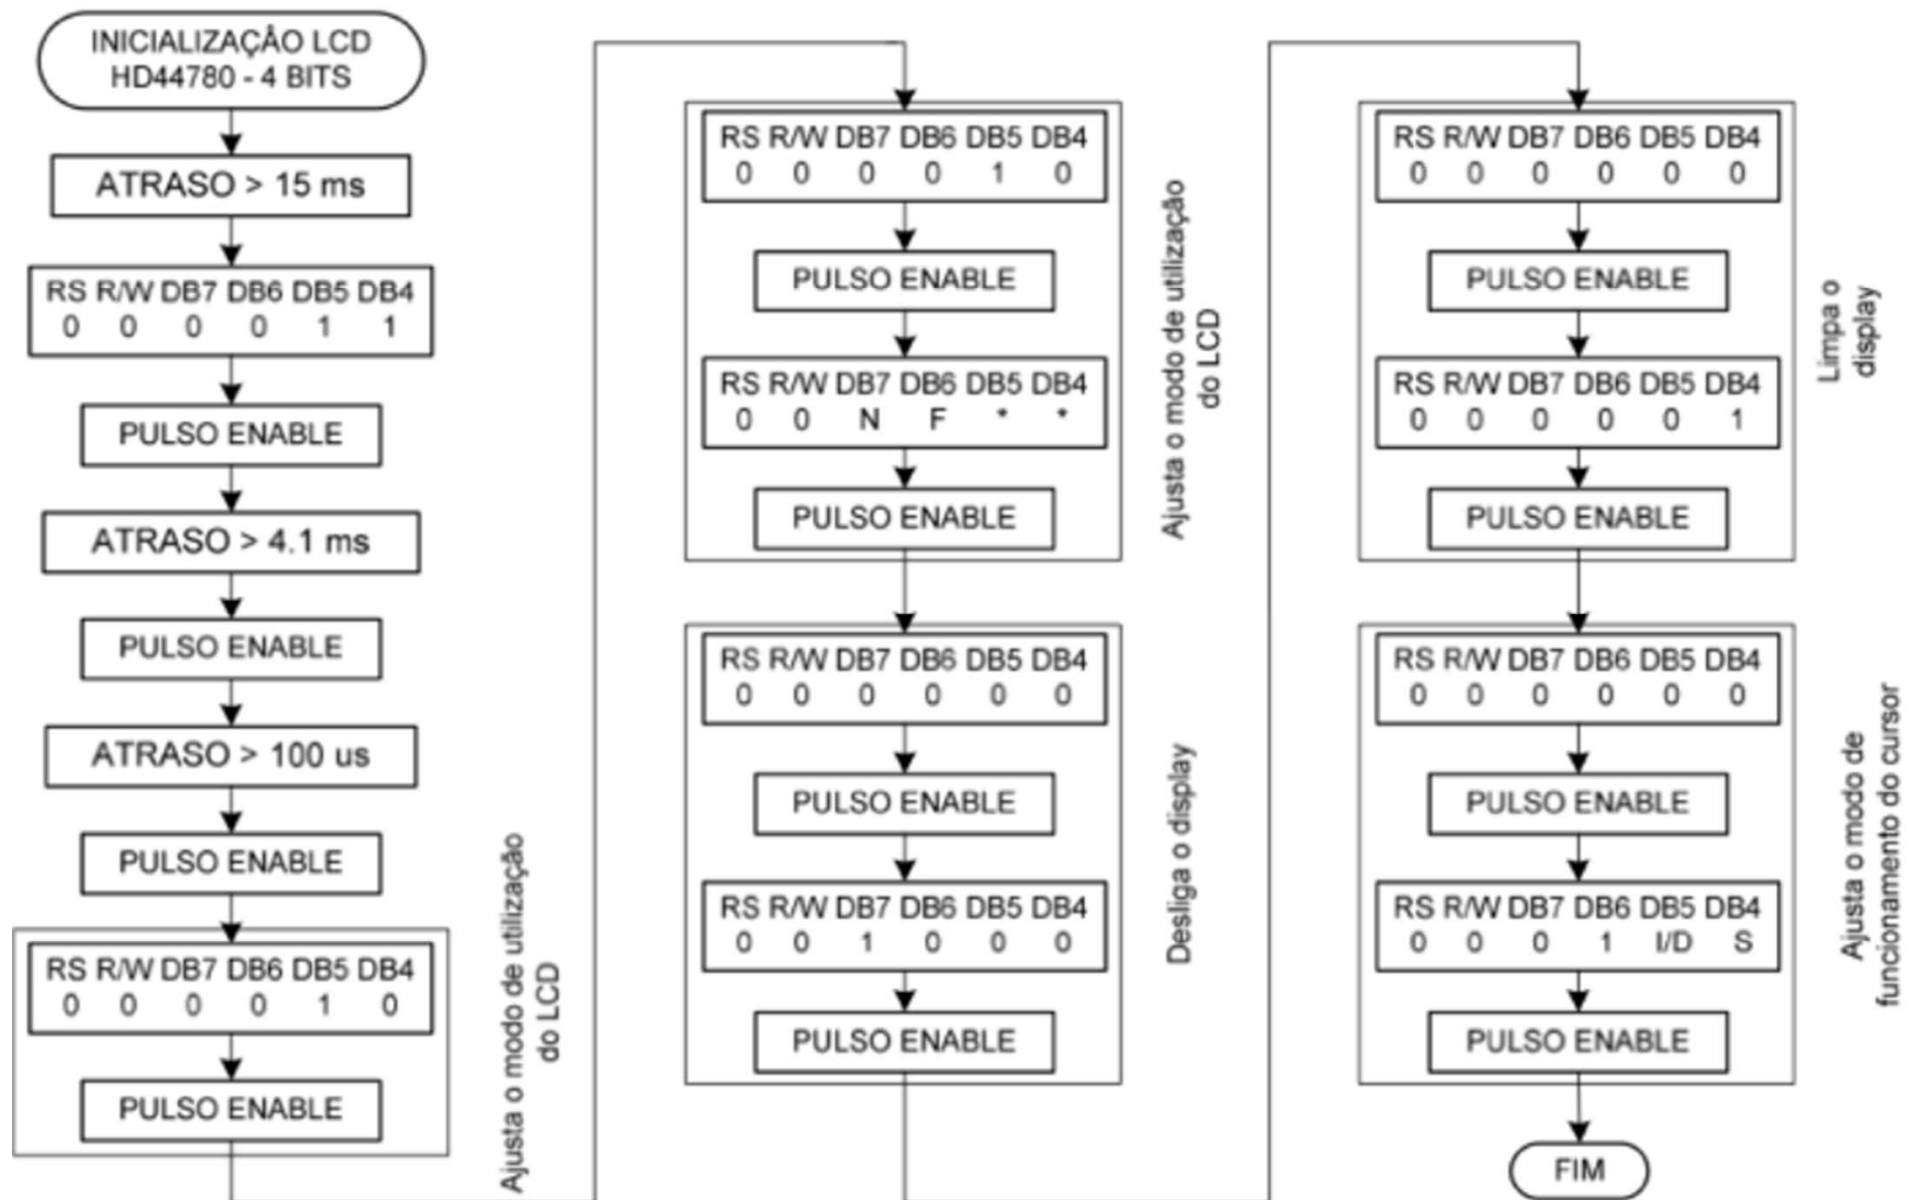 INICIALIZAÇÃO LCD
HD44780 - 4 BITS
ATRASO > 15 ms
RS R/W DB7 DB6 DB5 DB4
0 0 0 0 1 1
PULSO ENABLE
ATRASO > 4.1 ms
PULSO ENABLE
ATRASO > 100 us
PULSO ENABLE
RS R/W DB7 DB6 DB5 DB4
0 0 0 0 1 0
PULSO ENABLE
Ajusta o modo de utilização
do LCD
RS R/W DB7 DB6 DB5 DB4
0 0 0 0 1 0
PULSO ENABLE
RS R/W DB7 DB6 DB5 DB4
0 0 N F * *
PULSO ENABLE
Ajusta o modo de utilização
do LCD
RS R/W DB7 DB6 DB5 DB4
0 0 0 0 0 0
PULSO ENABLE
RS R/W DB7 DB6 DB5 DB4
0 0 1 0 0 0
PULSO ENABLE
Desliga o display
RS R/W DB7 DB6 DB5 DB4
0 0 0 0 0 0
PULSO ENABLE
RS R/W DB7 DB6 DB5 DB4
0 0 0 0 0 1
PULSO ENABLE
Limpa o
display
RS R/W DB7 DB6 DB5 DB4
0 0 0 0 0 0
PULSO ENABLE
RS R/W DB7 DB6 DB5 DB4
0 0 0 1 I/D S
PULSO ENABLE
Ajusta o modo de
funcionamento do cursor
FIM